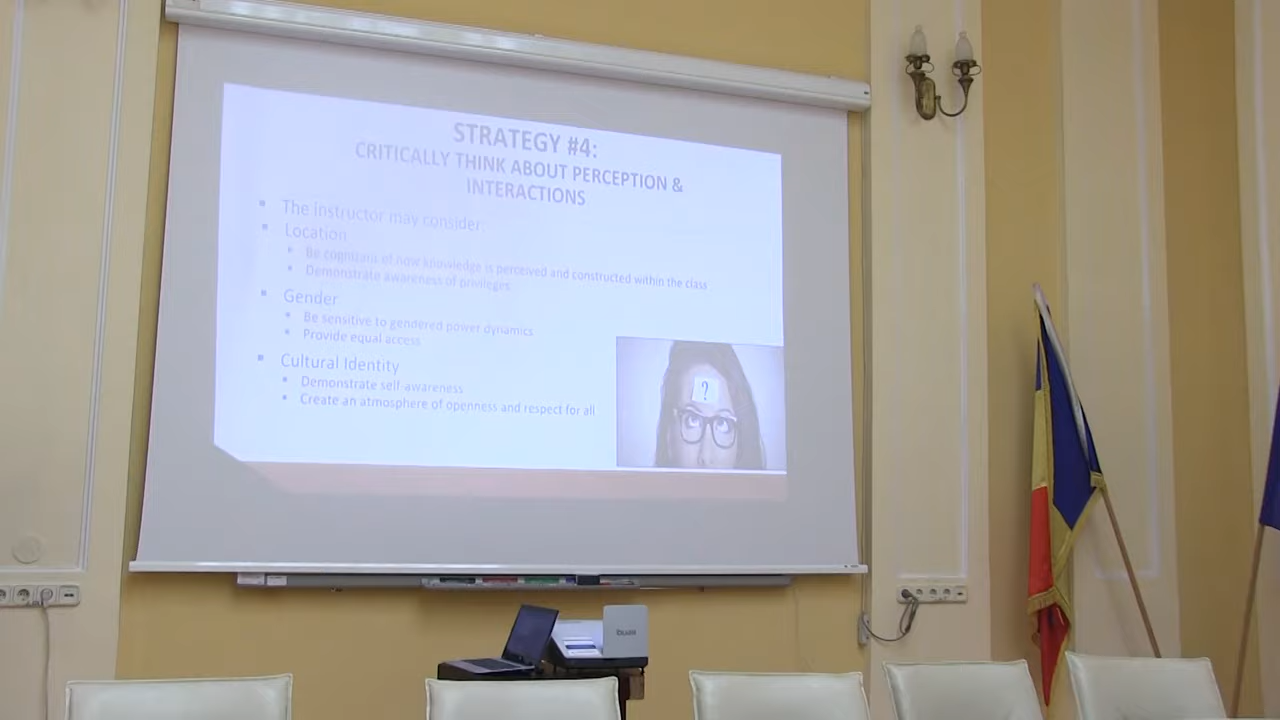 STRATEGY #4:
CRITICALLY THINK ABOUT PERCEPTION &
INTERACTIONS
▪ The instructor may consider:
▪ Location
▪ Be cognizant of how knowledge is perceived and constructed within the class
▪ Demonstrate awareness of privileges
▪ Gender
▪ Be sensitive to gendered power dynamics
▪ Provide equal access
▪ Cultural Identity
▪ Demonstrate self-awareness
▪ Create an atmosphere of openness and respect for all
?